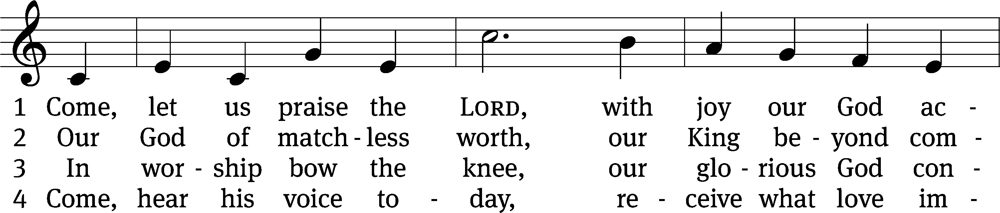 1 Come, let us praise the LORD, with joy our God ac -
2 Our God of match - less worth, our King be - yond com -
3 In wor - ship bow the knee, our glo - rious God con -
4 Come, hear his voice to - day, re - ceive what love im -